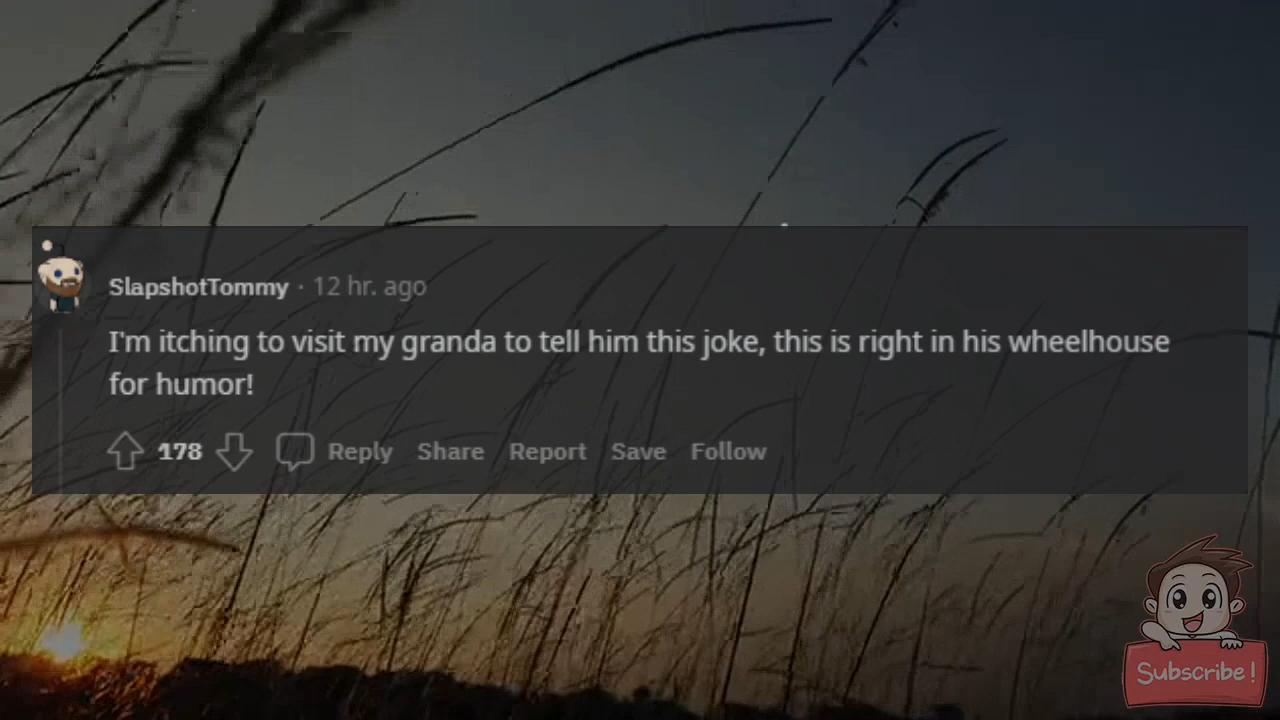 SlapshotTommy · 12 hr. ago
I'm itching to visit my granda to tell him this joke, this is right in his wheelhouse
for humor!
178 Reply Share Report Save Follow
Subscribe!